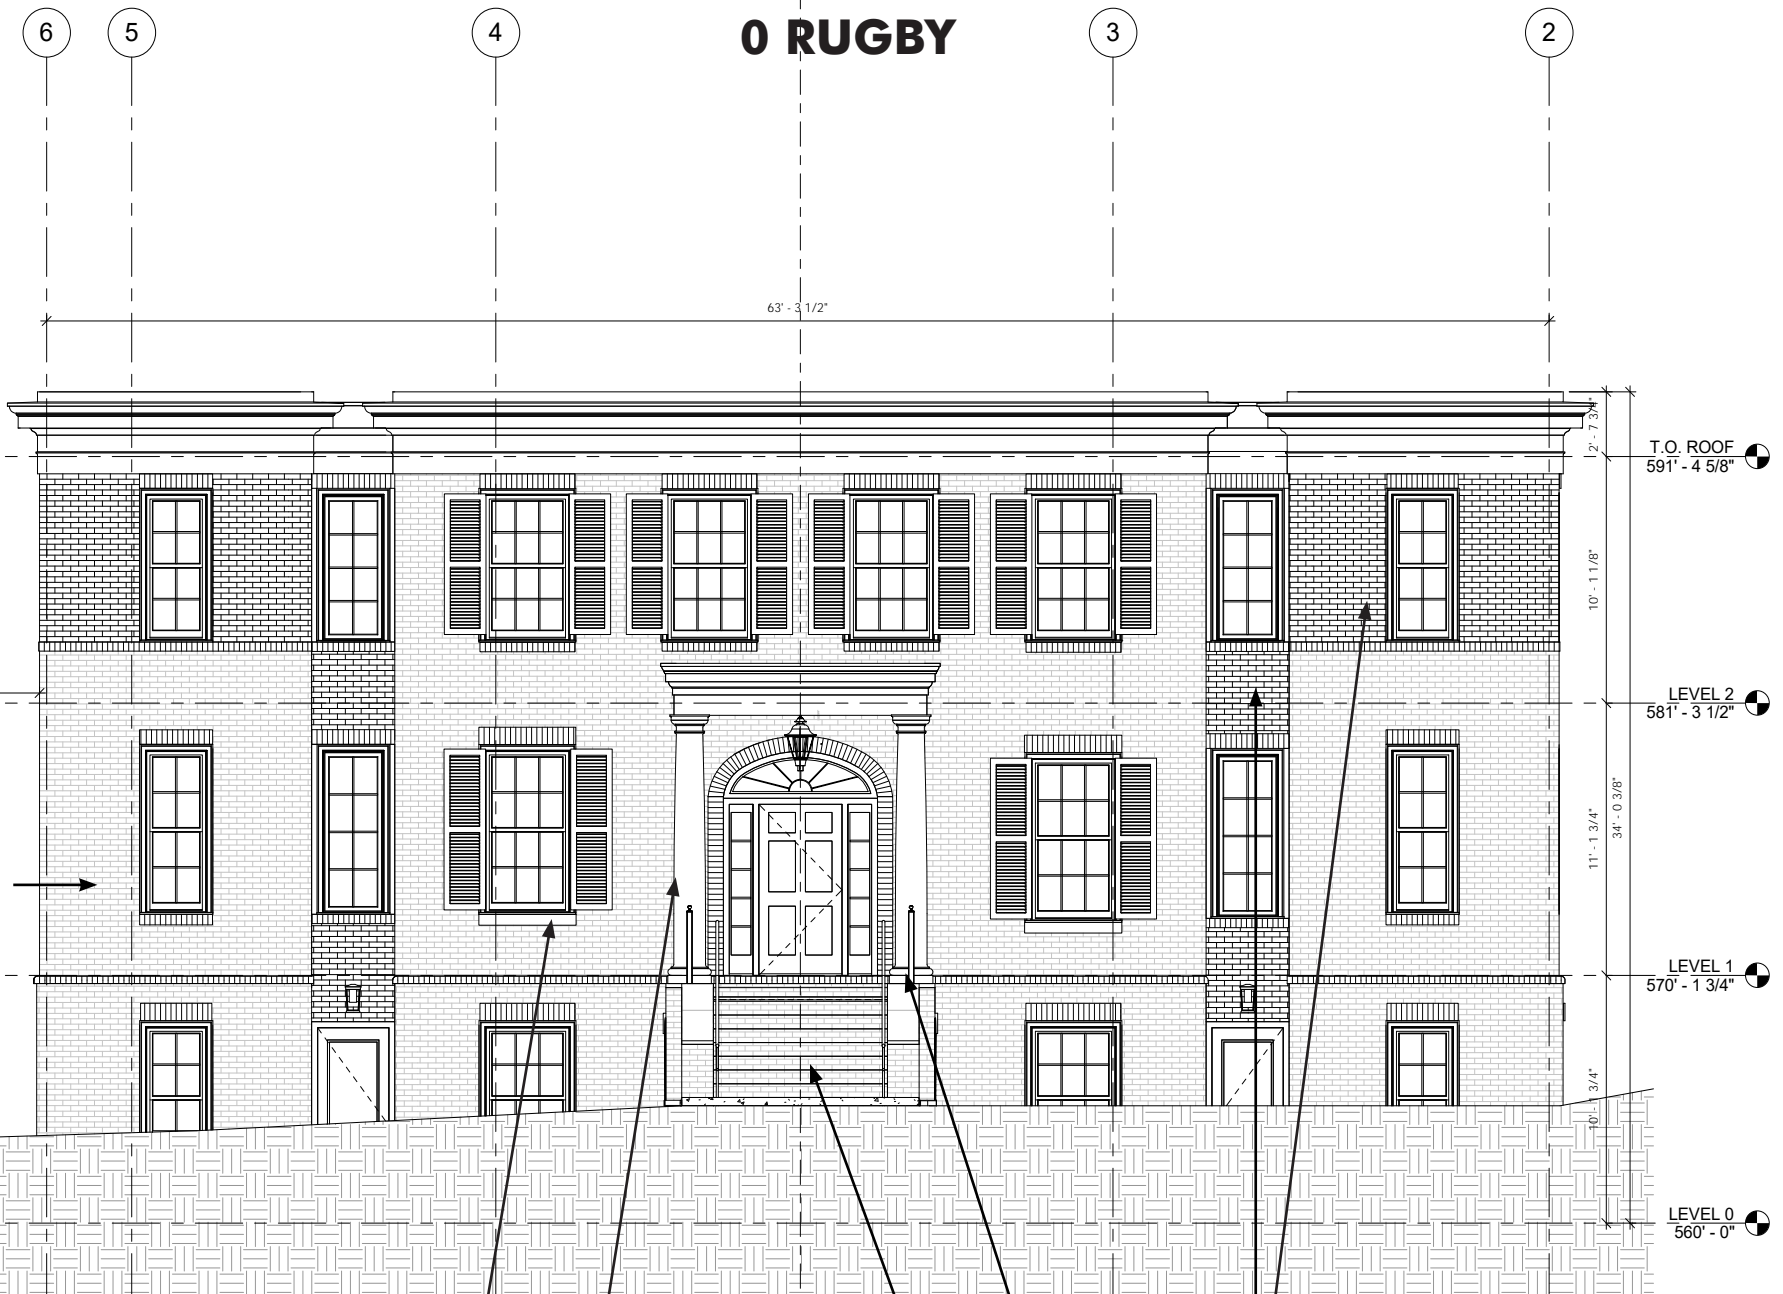 6
5
4
0 RUGBY
3
2
63' - 3 1/2"
2' - 7 3/4"
T.O. ROOF
591' - 4 5/8"
10' - 1 1/8"
LEVEL 2
581' - 3 1/2"
11' - 1 3/4"
34' - 0 3/8"
LEVEL 1
570' - 1 3/4"
10' - 1 3/4"
LEVEL 0
560' - 0"